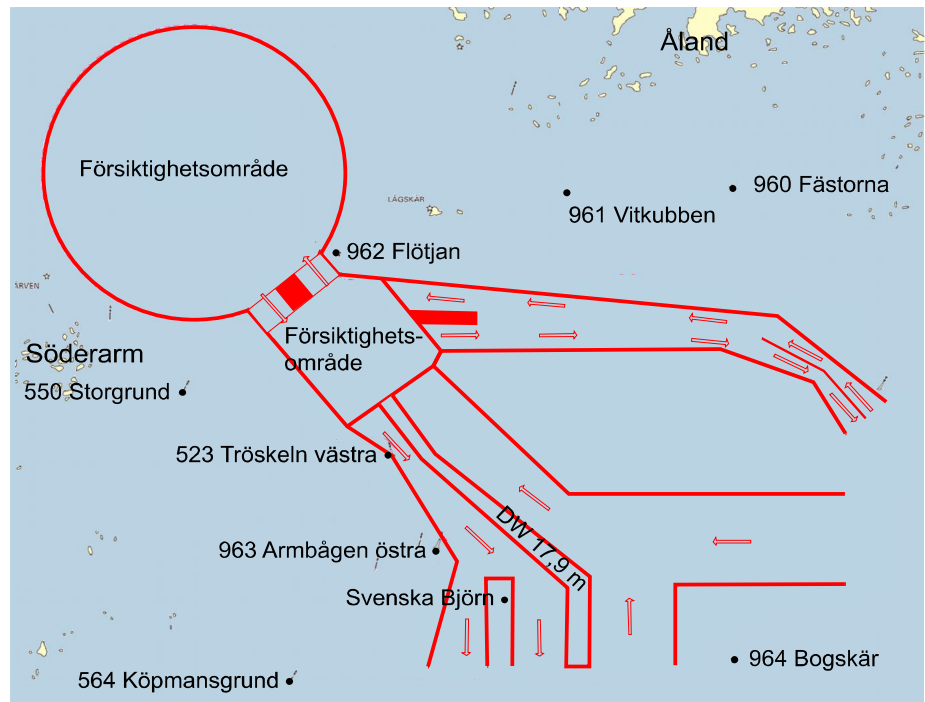 Åland
Försiktighetsområde
960 Fästorna
LÅGSKÄR
961 Vitkubben
962 Flötjan
ARVEN
Försiktighets-
område
Söderarm
550 Storgrund
523 Tröskeln västra
DW 17,9 m
963 Armbågen östra
Svenska Björn
964 Bogskär
564 Köpmansgrund